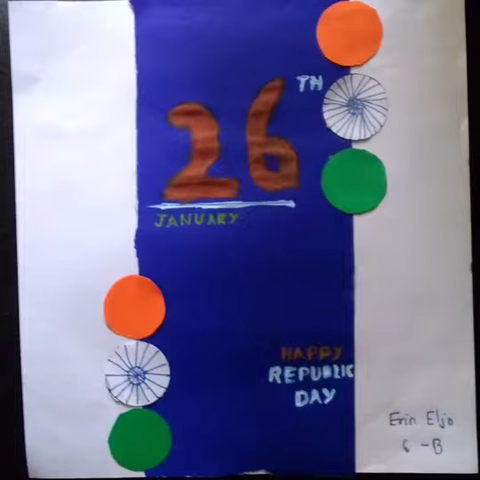 26TH
JANUARY
HAPPY
REPUBLIC
DAY
Erin Eljo
6 - B